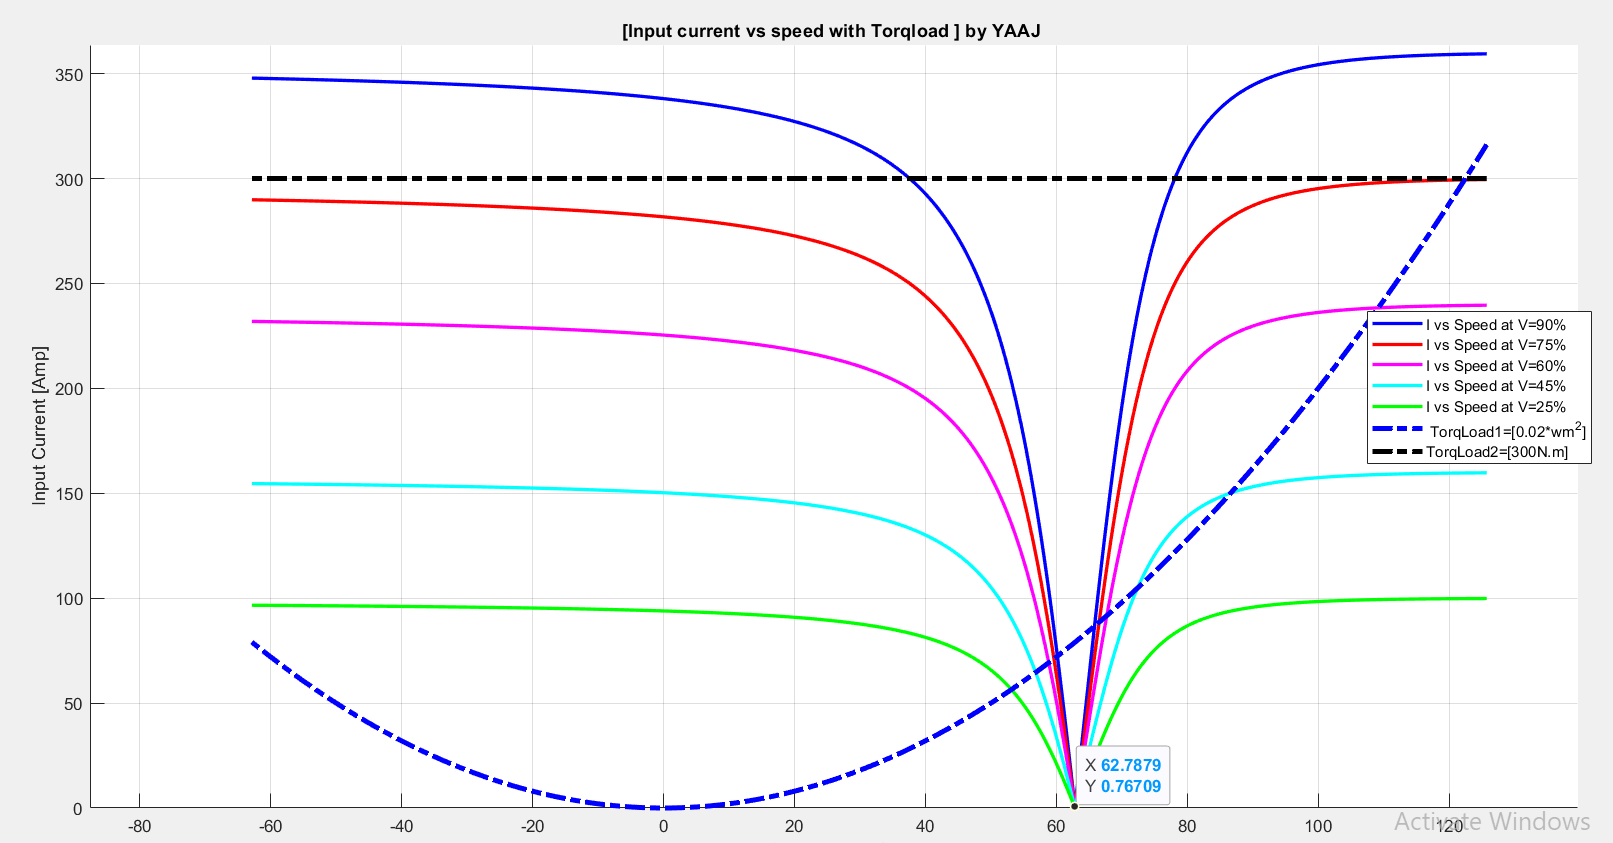 [Input current vs speed with Torqload ] by YAAJ
Input Current [Amp]
350
300
250
200
150
100
50
0
-80
-60
-40
-20
0
20
40
60
80
100
120
I vs Speed at V=90%
I vs Speed at V=75%
I vs Speed at V=60%
I vs Speed at V=45%
I vs Speed at V=25%
TorqLoad1=[0.02*wm²]
TorqLoad2=[300N.m]
X 62.7879
Y 0.76709
Activate Windows